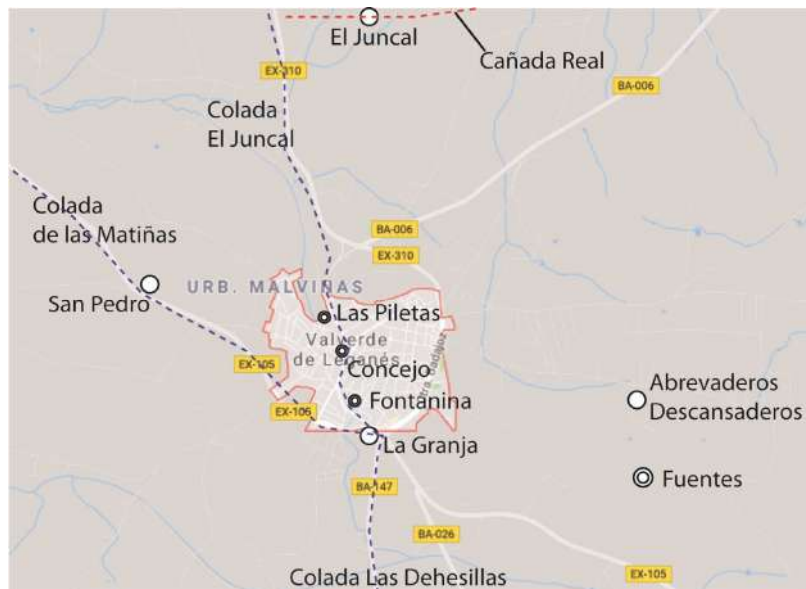 El Juncal
Cañada Real
EX-310
BA-006
Colada
El Juncal
Colada
de las Matiñas
BA-006
EX-310
San Pedro
URB. MALVINAS
Las Piletas
Valverde
de Leganés
Concejo
EX-105
EX-106
Fontanina
La Granja
Abrevaderos
Descansaderos
Fuentes
BA-147
BA-026
EX-105
Colada Las Dehesillas